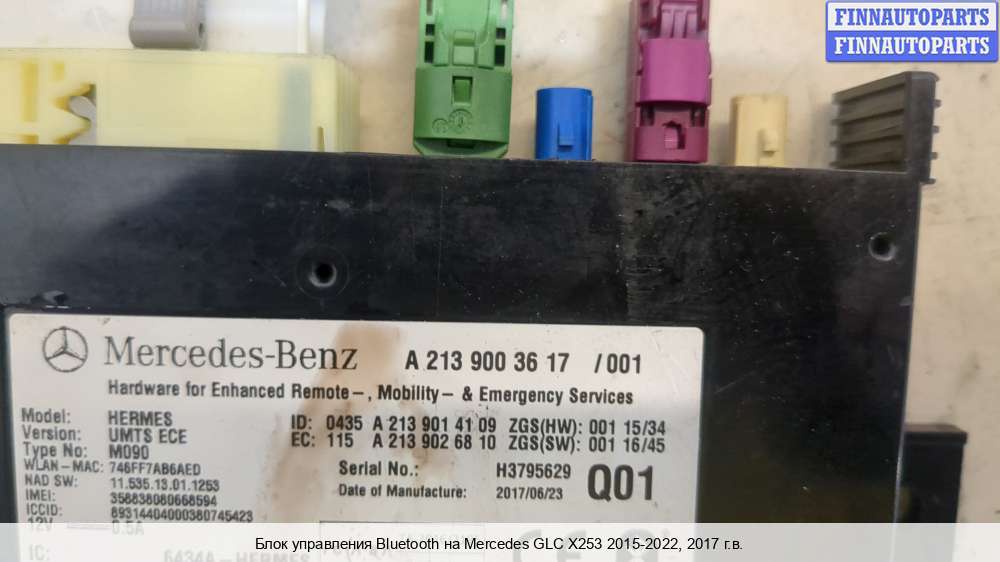 FINNAUTOPARTS
FINNAUTOPARTS
Mercedes-Benz A 213 900 36 17 /001
Hardware for Enhanced Remote-, Mobility- & Emergency Services
Model: HERMES ID: 0435 A 213 901 41 09 ZGS(HW): 001 15/34
Version: UMTS ECE EC: 115 A 213 902 68 10 ZGS(SW): 001 16/45
Type No: M090
WLAN-MAC: 746FF7AB6AED Serial No.: H3795629 Q01
NAD SW: 11.535.13.01.1253
IMEI: 358838080668594 Date of Manufacture: 2017/06/23
ICCID: 89314404000380745423
12V 0.5A
IC: 6434A-HERMES
Блок управления Bluetooth на Mercedes GLC X253 2015-2022, 2017 г.в.